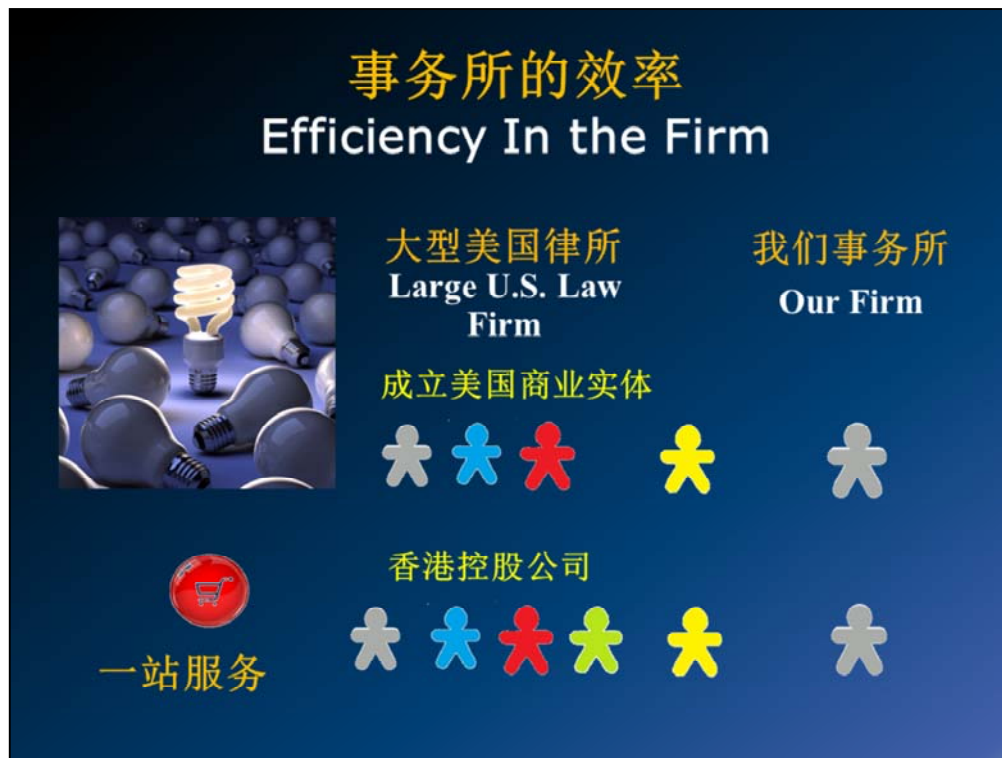 事务所的效率
Efficiency In the Firm
大型美国律所
Large U.S. Law
Firm
我们事务所
Our Firm
成立美国商业实体
香港控股公司
一站服务